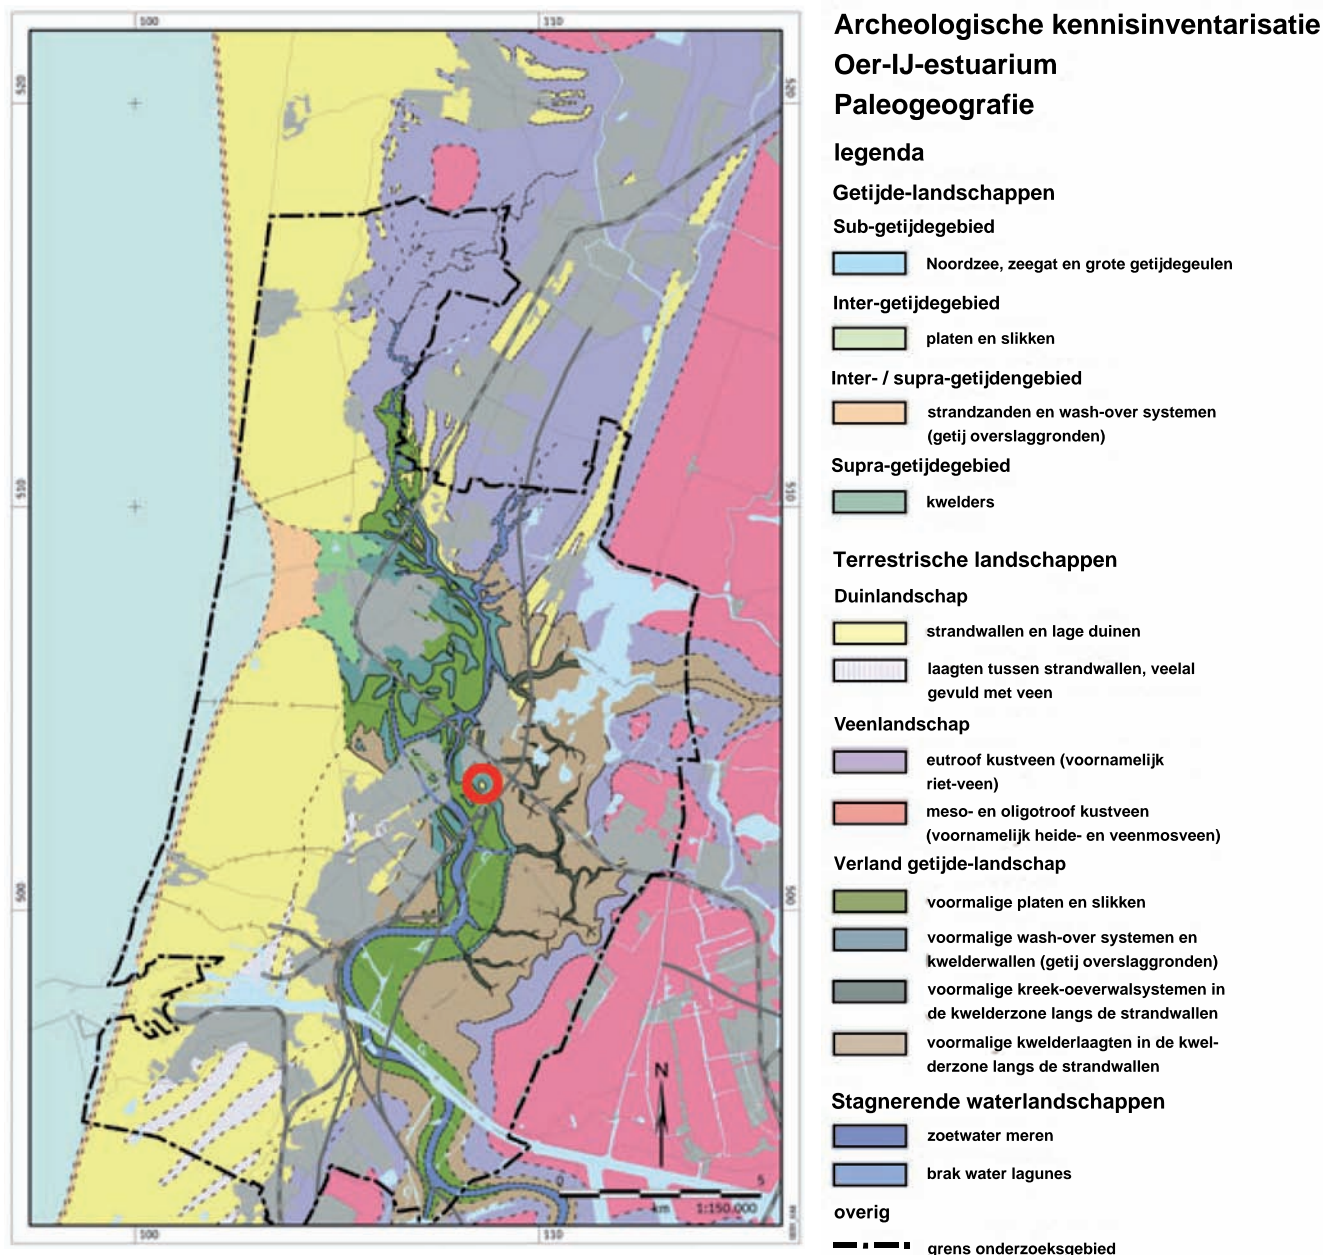 Archeologische kennisinventarisatie
Oer-IJ-estuarium
Paleogeografie
legenda
Getijde-landschappen
Sub-getijdegebied
Noordzee, zeegat en grote getijdegeulen
Inter-getijdegebied
platen en slikken
Inter- / supra-getijdengebied
strandzanden en wash-over systemen
(getij overslaggronden)
Supra-getijdegebied
kwelders
Terrestrische landschappen
Duinlandschap
strandwallen en lage duinen
laagten tussen strandwallen, veelal
gevuld met veen
Veenlandschap
eutroof kustveen (voornamelijk
riet-veen)
meso- en oligotroof kustveen
(voornamelijk heide- en veenmosveen)
Verland getijde-landschap
voormalige platen en slikken
voormalige wash-over systemen en
kwelderwallen (getij overslaggronden)
voormalige kreek-oeverwalsystemen in
de kwelderzone langs de strandwallen
voormalige kwelderlaagten in de kwel-
derzone langs de strandwallen
Stagnerende waterlandschappen
zoetwater meren
brak water lagunes
overig
grens onderzoeksgebied
100
110
520
520
510
510
500
500
N
0
5
km
1:150.000
100
110